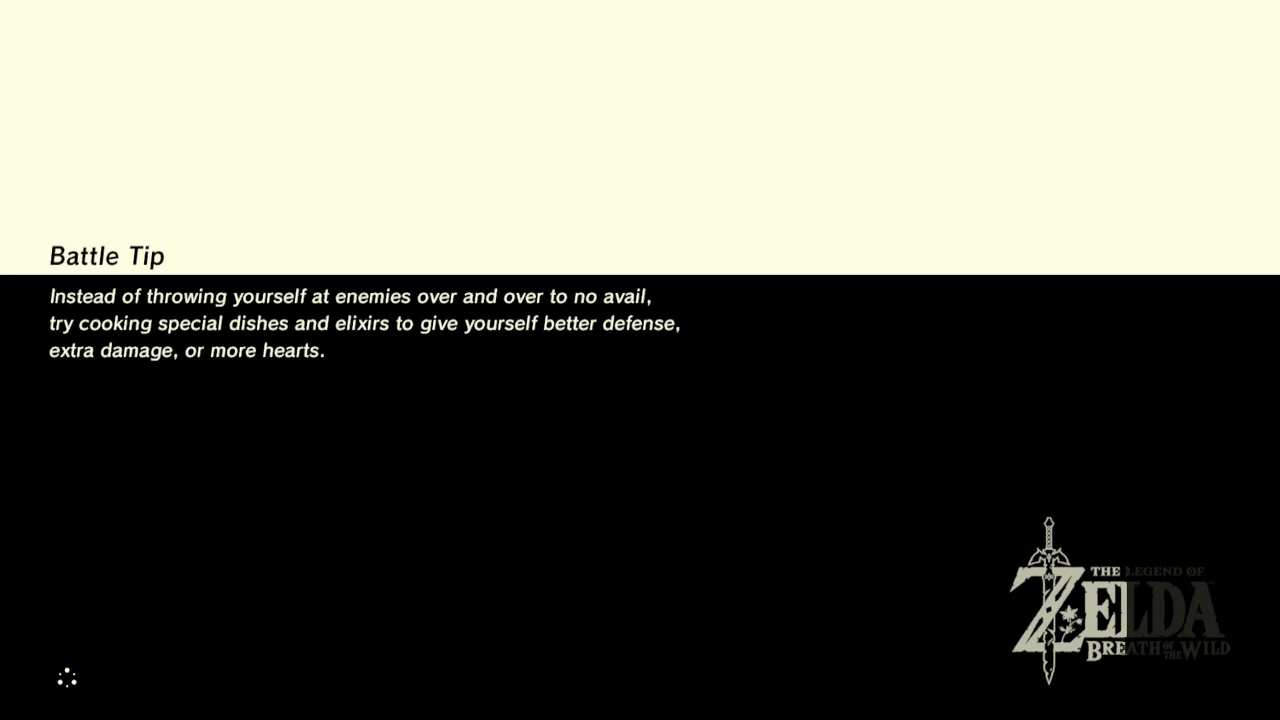 Battle Tip
Instead of throwing yourself at enemies over and over to no avail,
try cooking special dishes and elixirs to give yourself better defense,
extra damage, or more hearts.
THE LEGEND OF
ZELDA
BREATH OF THE WILD